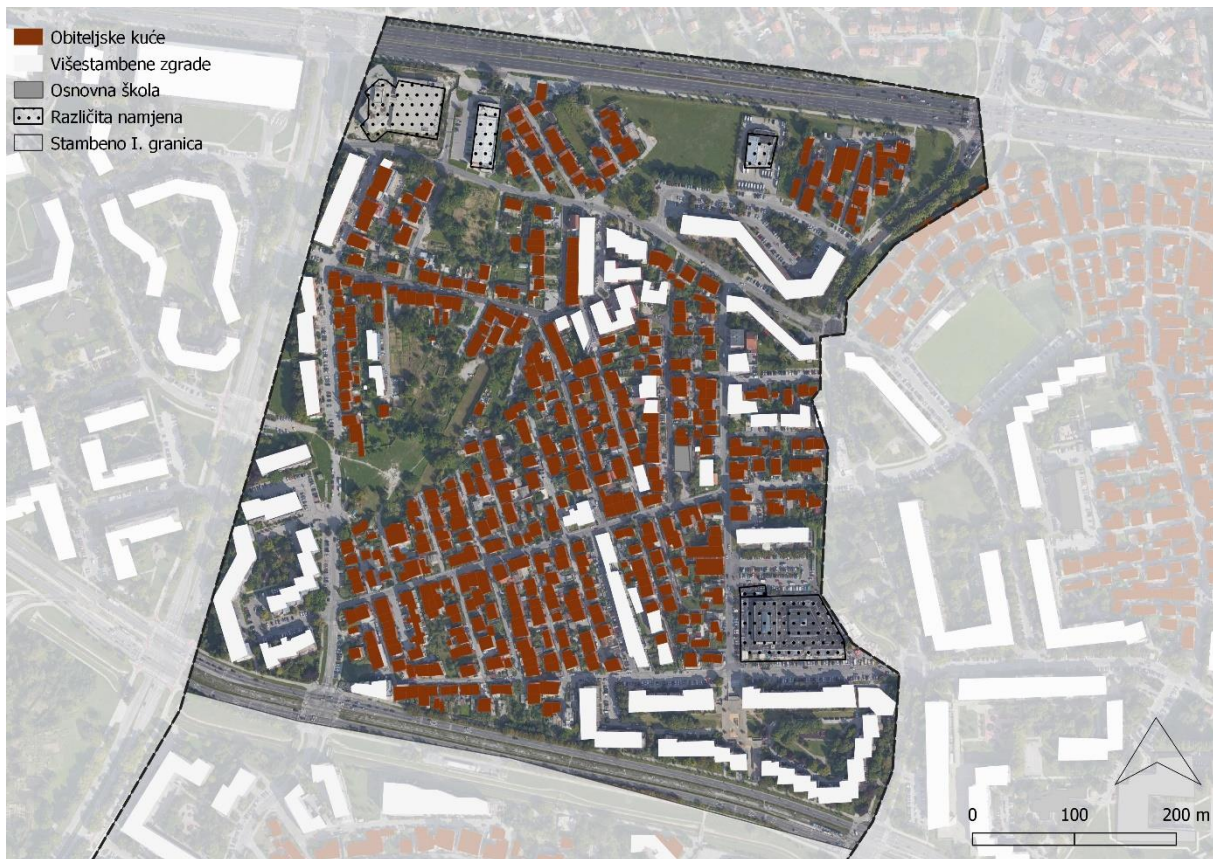 Obiteljske kuće
Višestambene zgrade
Osnovna škola
Različita namjena
Stambeno I. granica
0 100 200 m